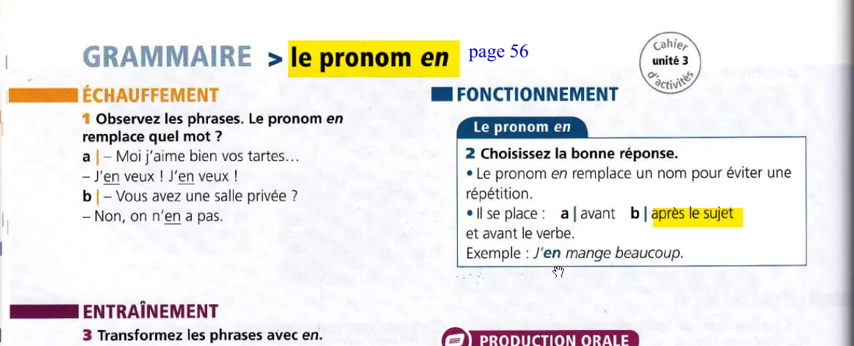 GRAMMAIRE > le pronom en page 56
Cahier
unité 3
d'activités
ÉCHAUFFEMENT
1 Observez les phrases. Le pronom en
remplace quel mot ?
a | – Moi j'aime bien vos tartes...
– J'en veux ! J'en veux !
b | – Vous avez une salle privée ?
– Non, on n'en a pas.
FONCTIONNEMENT
Le pronom en
2 Choisissez la bonne réponse.
• Le pronom en remplace un nom pour éviter une
répétition.
• Il se place : a | avant b | après le sujet
et avant le verbe.
Exemple : J'en mange beaucoup.
ENTRAÎNEMENT
3 Transformez les phrases avec en.
PRODUCTION ORALE